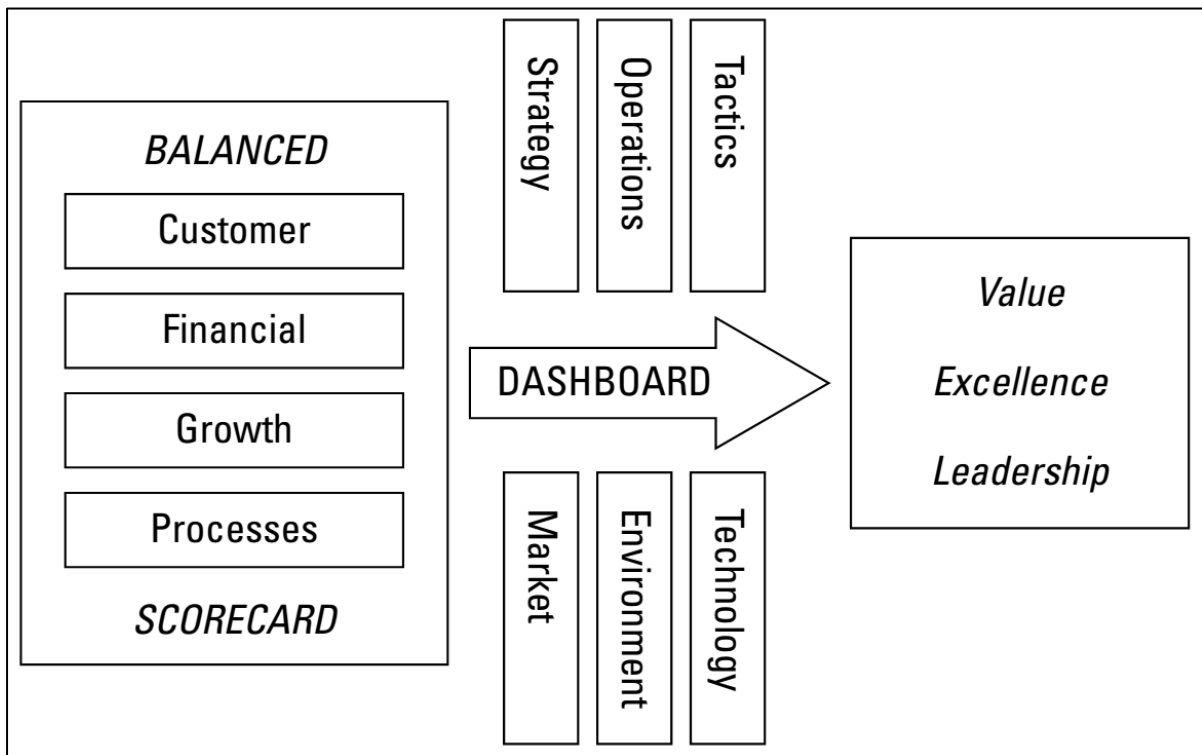 BALANCED
Customer
Financial
Growth
Processes
SCORECARD
Strategy
Operations
Tactics
DASHBOARD
Market
Environment
Technology
Value
Excellence
Leadership